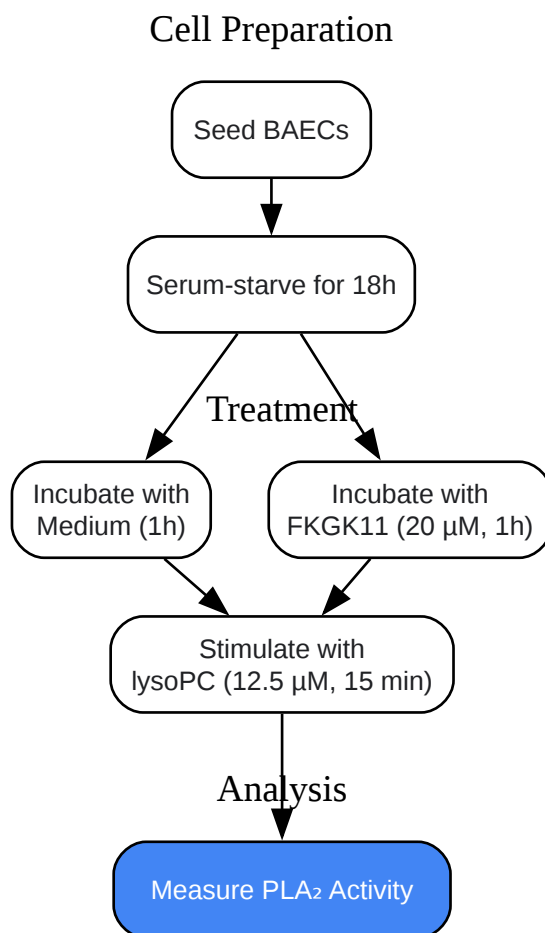 Cell Preparation
Seed BAECs
Serum-starve for 18h
Treatment
Incubate with
Medium (1h)
Incubate with
FKGK11 (20 µM, 1h)
Stimulate with
lysoPC (12.5 µM, 15 min)
Analysis
Measure PLA₂ Activity